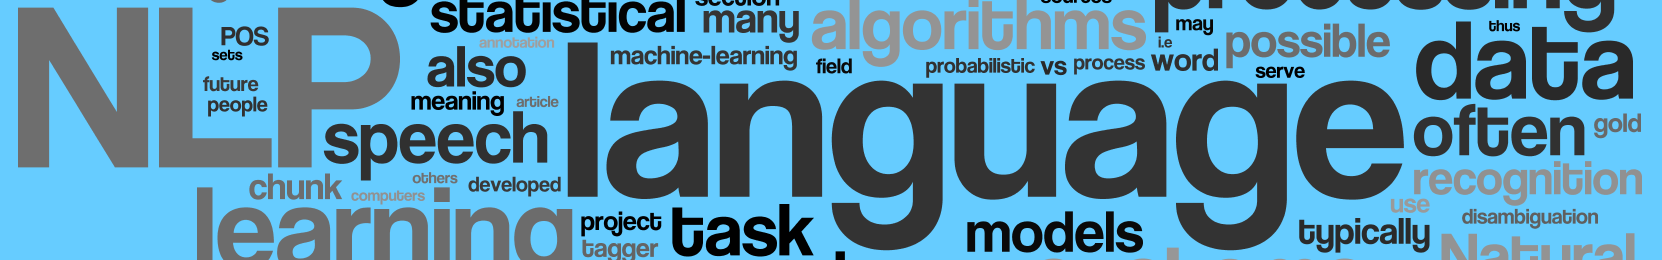 NLP
statistical
section
many
algorithms
sources
processing
may
thus
POS
sets
annotation
also
machine-learning
field
probabilistic
vs
process
i.e
word
possible
serve
data
future
people
meaning
article
language
often
gold
speech
chunk
computers
others
developed
recognition
use
disambiguation
learning
project
tagger
task
models
typically
Natural